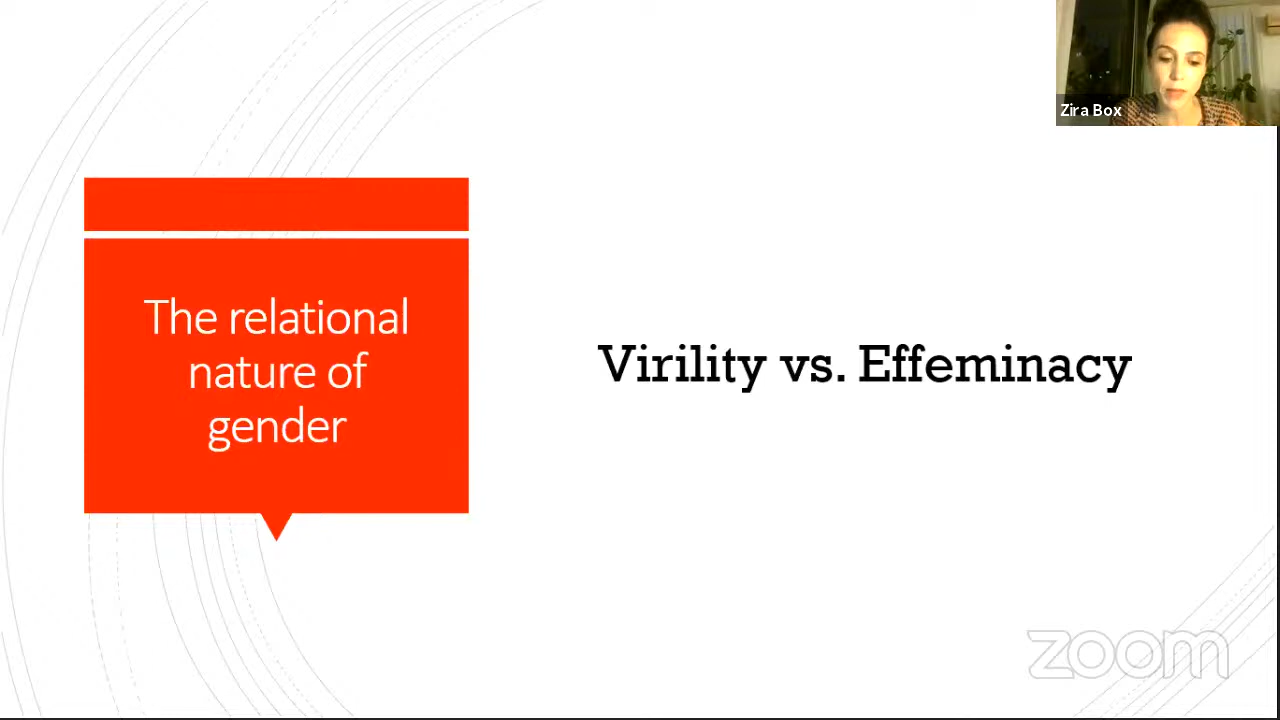 Zira Box
The relational
nature of
gender
Virility vs. Effeminacy
zoom